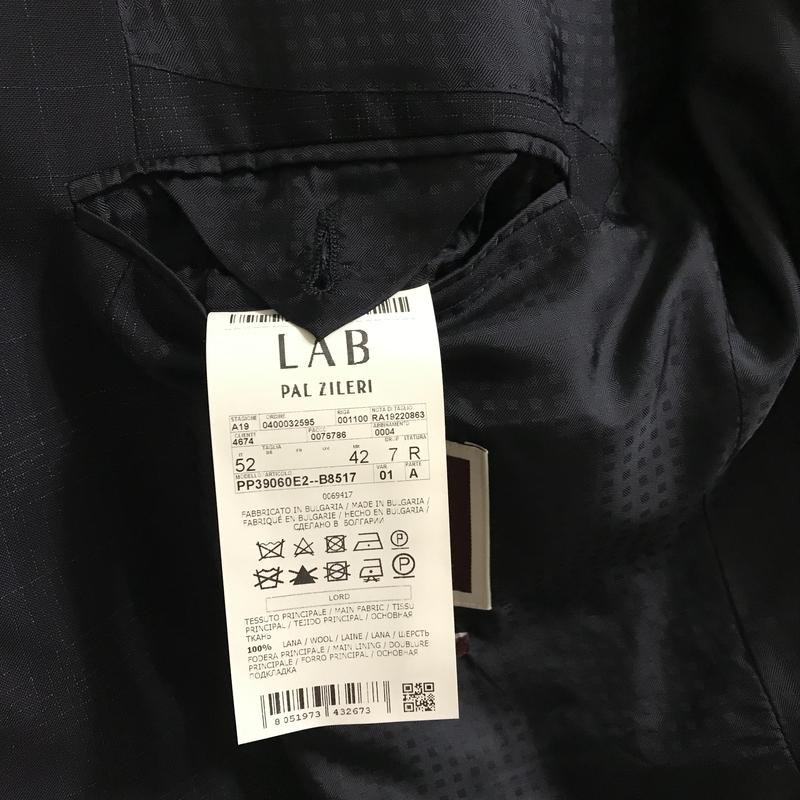 LAB
PAL ZILERI
STAGIONE ORDINE RIGA NOTA DI TAGLIO
A19 0400032595 001100 RA19220863
CLIENTE PACCO ABBINAMENTO
4674 0076786 0004
TAGLIA DROP STATURA
IT DE FR UK
52 42 7 R
MODELLO/ARTICOLO VAR. PARTE
PP39060E2--B8517 01 A
0069417
FABBRICATO IN BULGARIA / MADE IN BULGARIA /
FABRIQUÉ EN BULGARIE / HECHO EN BULGARIA /
СДЕЛАНО В БОЛГАРИИ
P
P
LORD
TESSUTO PRINCIPALE / MAIN FABRIC / TISSU
PRINCIPAL / TEJIDO PRINCIPAL / ОСНОВНАЯ
ТКАНЬ
100% LANA / WOOL / LAINE / LANA / ШЕРСТЬ
FODERA PRINCIPALE / MAIN LINING / DOUBLURE
PRINCIPALE / FORRO PRINCIPAL / ОСНОВНАЯ
ПОДКЛАДКА
8 051973 432673